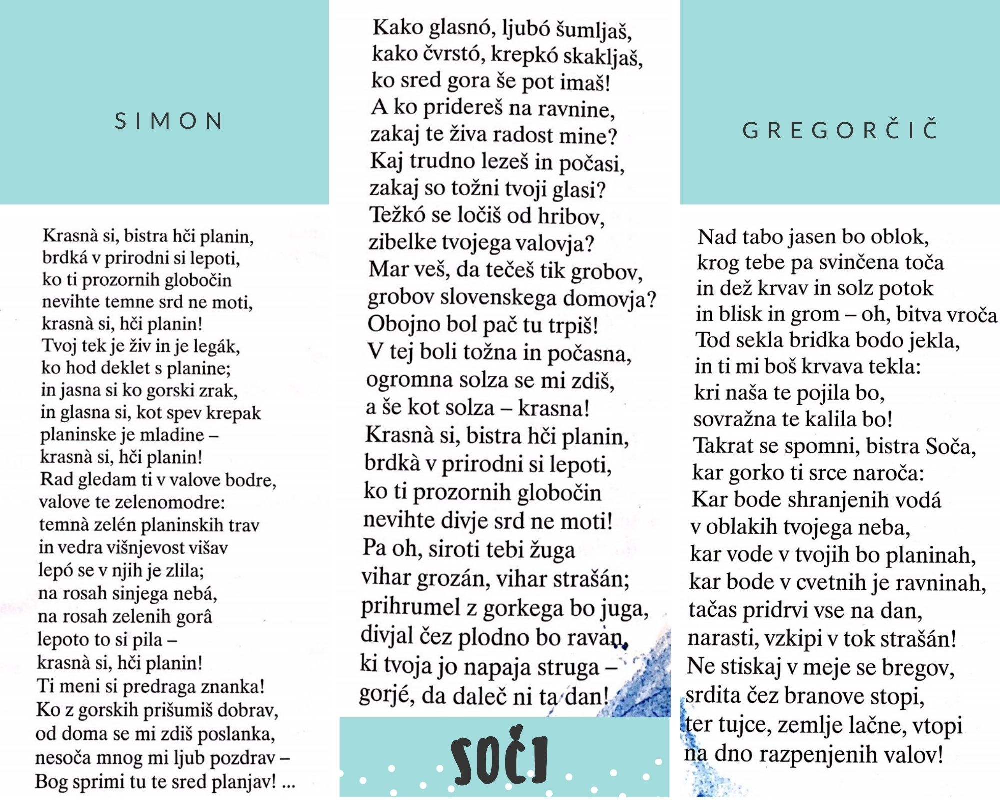 SIMON
Krasnà si, bistra hči planin,
brdká v prirodni si lepoti,
ko ti prozornih globočin
nevihte temne srd ne moti,
krasnà si, hči planin!
Tvoj tek je živ in je legák,
ko hod deklet s planine;
in jasna si ko gorski zrak,
in glasna si, kot spev krepak
planinske je mladine –
krasnà si, hči planin!
Rad gledam ti v valove bodre,
valove te zelenomodre:
temnà zelén planinskih trav
in vedra višnjevost višav
lepó se v njih je zlila;
na rosah sinjega nebá,
na rosah zelenih gorâ
lepoto to si pila –
krasnà si, hči planin!
Ti meni si predraga znanka!
Ko z gorskih prišumiš dobrav,
od doma se mi zdiš poslanka,
nesoča mnog mi ljub pozdrav –
Bog sprimi tu te sred planjav! ...
Kako glasnó, ljubó šumljaš,
kako čvrstó, krepkó skakljaš,
ko sred gora še pot imaš!
A ko pridereš na ravnine,
zakaj te živa radost mine?
Kaj trudno lezeš in počasi,
zakaj so tožni tvoji glasi?
Težkó se ločiš od hribov,
zibelke tvojega valovja?
Mar veš, da tečeš tik grobov,
grobov slovenskega domovja?
Obojno bol pač tu trpiš!
V tej boli tožna in počasna,
ogromna solza se mi zdiš,
a še kot solza – krasna!
Krasnà si, bistra hči planin,
brdkà v prirodni si lepoti,
ko ti prozornih globočin
nevihte divje srd ne moti!
Pa oh, siroti tebi žuga
vihar grozán, vihar strašán;
prihrumel z gorkega bo juga,
divjal čez plodno bo ravàn,
ki tvoja jo napaja struga –
gorjé, da daleč ni ta dan!
SOČI
GREGORČIČ
Nad tabo jasen bo oblok,
krog tebe pa svinčena toča
in dež krvav in solz potok
in blisk in grom – oh, bitva vroča
Tod sekla bridka bodo jekla,
in ti mi boš krvava tekla:
kri naša te pojila bo,
sovražna te kalila bo!
Takrat se spomni, bistra Soča,
kar gorko ti srce naroča:
Kar bode shranjenih vodá
v oblakih tvojega neba,
kar vode v tvojih bo planinah,
kar bode v cvetnih je ravninah,
tačas pridrvi vse na dan,
narasti, vzkipi v tok strašán!
Ne stiskaj v meje se bregov,
srdita čez branove stopi,
ter tujce, zemlje lačne, vtopi
na dno razpenjenih valov!